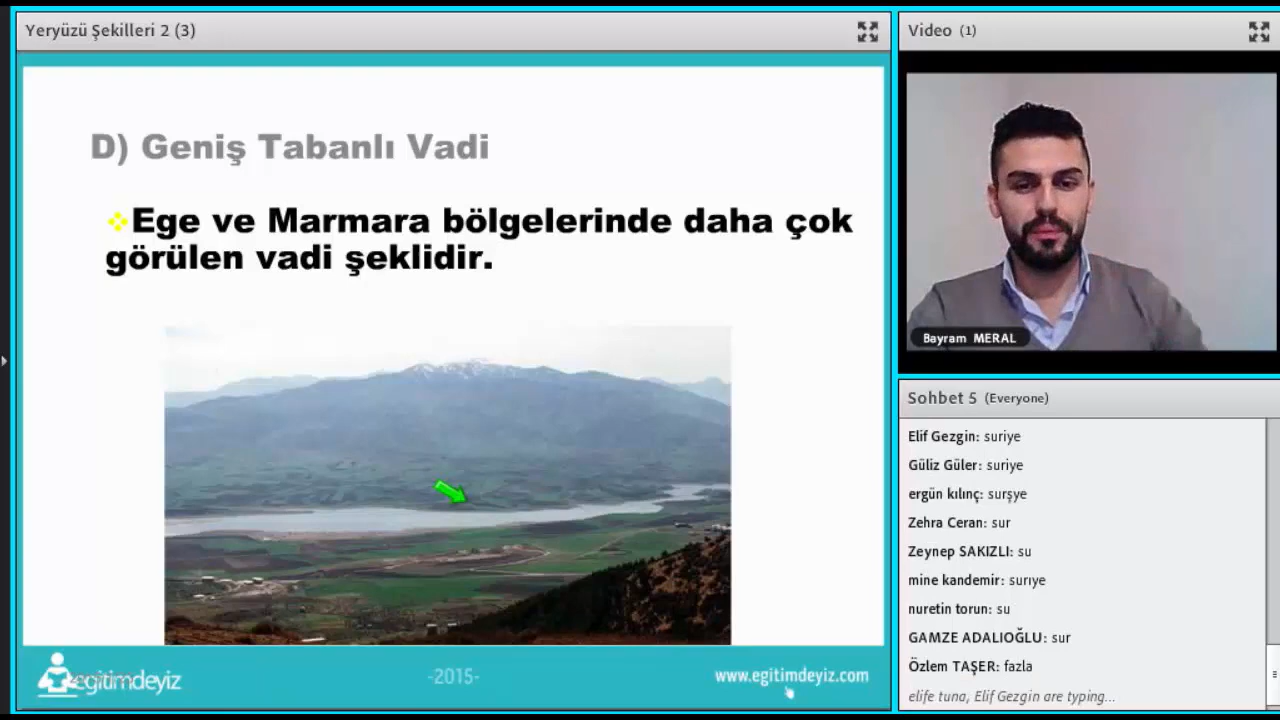 Yeryüzü Şekilleri 2 (3)
D) Geniş Tabanlı Vadi
Ege ve Marmara bölgelerinde daha çok
görülen vadi şeklidir.
egitimdeyiz
-2015-
www.egitimdeyiz.com
Video (1)
Bayram MERAL
Sohbet 5 (Everyone)
Elif Gezgin: suriye
Güliz Güler: suriye
ergün kılınç: surşye
Zehra Ceran: sur
Zeynep SAKIZLI: su
mine kandemir: surıye
nuretin torun: su
GAMZE ADALIOĞLU: sur
Özlem TAŞER: fazla
elife tuna, Elif Gezgin are typing...